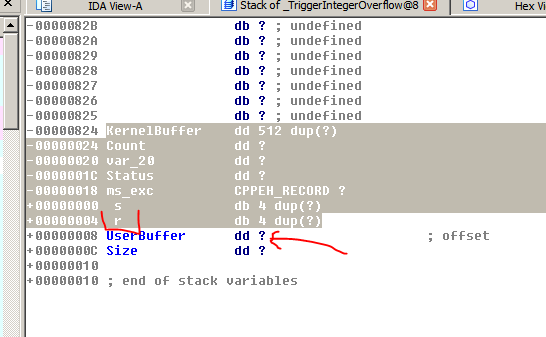 IDA View-A Stack of _TriggerIntegerOverflow@8 Hex Vi
-0000082B db ? ; undefined
-0000082A db ? ; undefined
-00000829 db ? ; undefined
-00000828 db ? ; undefined
-00000827 db ? ; undefined
-00000826 db ? ; undefined
-00000825 db ? ; undefined
-00000824 KernelBuffer dd 512 dup(?)
-00000024 Count dd ?
-00000020 var_20 dd ?
-0000001C Status dd ?
-00000018 ms_exc CPPEH_RECORD ?
+00000000 s db 4 dup(?)
+00000004 r db 4 dup(?)
+00000008 UserBuffer dd ? ; offset
+0000000C Size dd ?
+00000010
+00000010 ; end of stack variables